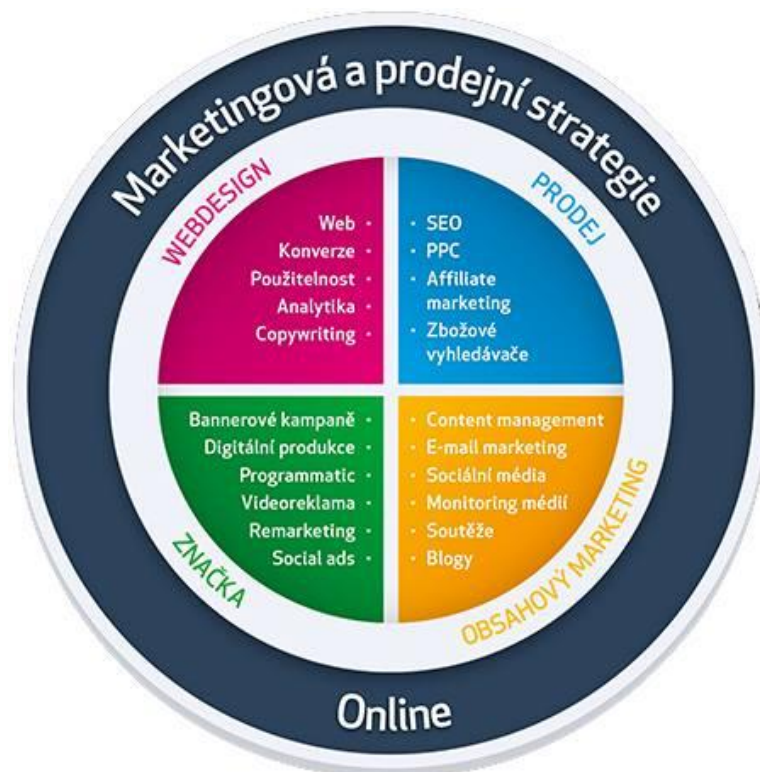 Marketingová a prodejní strategie
WEBDESIGN
Web
Konverze
Použitelnost
Analytika
Copywriting
PRODEJ
SEO
PPC
Affiliate
marketing
Zbožové
vyhledávače
ZNAČKA
Bannerové kampaně
Digitální produkce
Programmatic
Videoreklama
Remarketing
Social ads
OBSAHOVÝ MARKETING
Content management
E-mail marketing
Sociální média
Monitoring médií
Soutěže
Blogy
Online